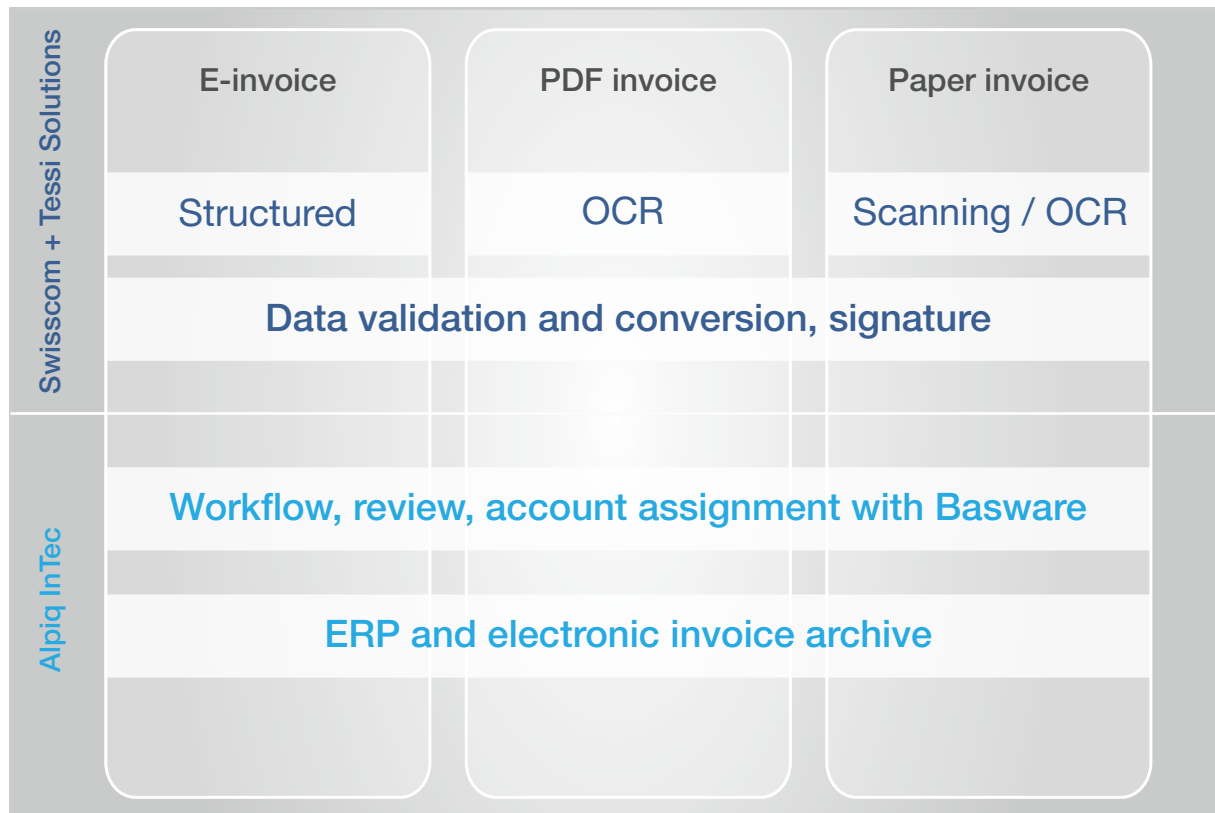 Swisscom + Tessi Solutions
E-invoice
PDF invoice
Paper invoice
Structured
OCR
Scanning / OCR
Data validation and conversion, signature
Alpiq InTec
Workflow, review, account assignment with Basware
ERP and electronic invoice archive